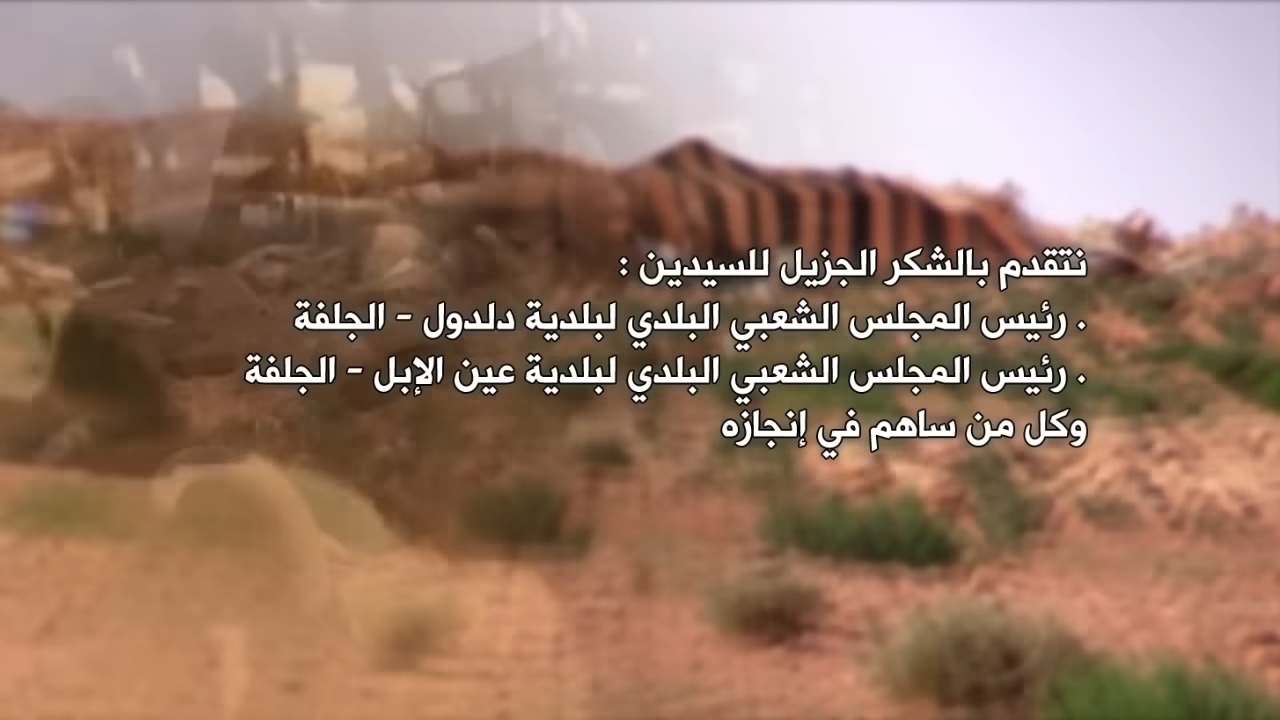 نتقدم بالشكر الجزيل للسيدين :
. رئيس المجلس الشعبي البلدي لبلدية دلدول - الجلفة
. رئيس المجلس الشعبي البلدي لبلدية عين الإبل - الجلفة
وكل من ساهم في إنجازه